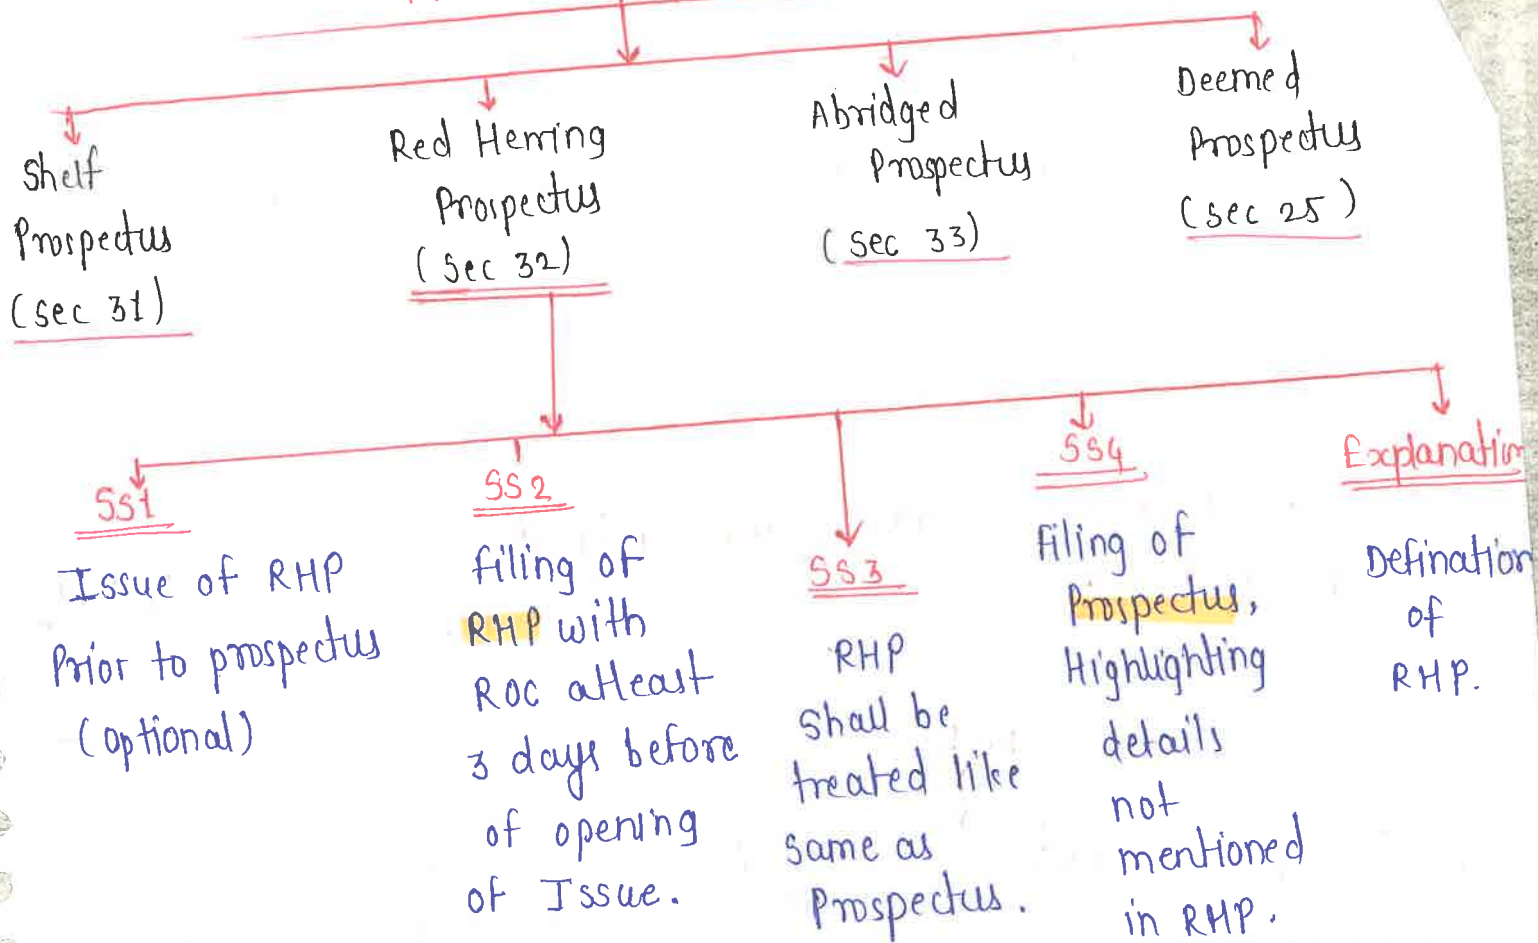 Shelf
Prospectus
(Sec 31)
Red Herring
Prospectus
(Sec 32)
Abridged
Prospectus
(Sec 33)
Deemed
Prospectus
(Sec 25)
SS1
Issue of RHP
Prior to prospectus
(optional)
SS2
filing of
RHP with
ROC atleast
3 days before
of opening
of Issue.
SS3
RHP
Shall be
treated like
Same as
Prospectus.
SS4
Filing of
Prospectus,
Highlighting
details
not
mentioned
in RHP.
Explanation
Defination
of
RHP.